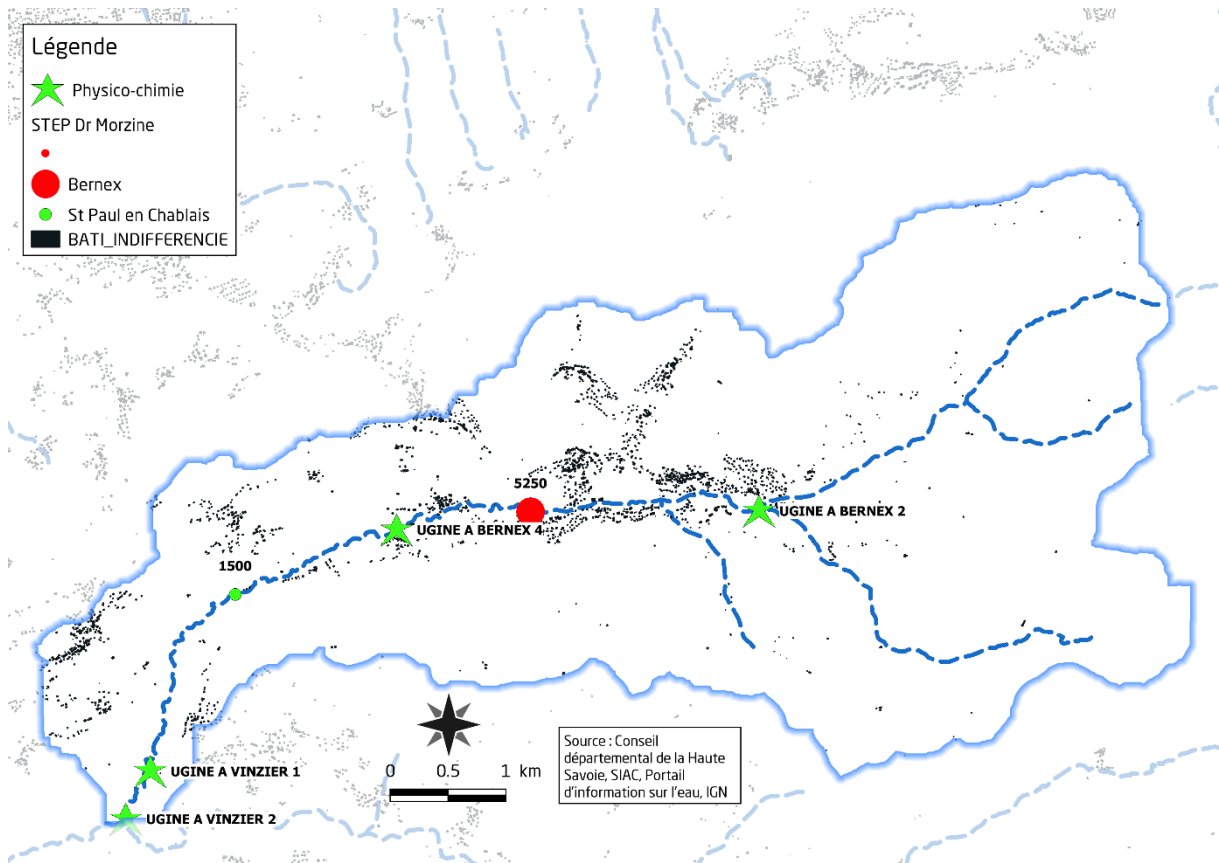 Légende
Physico-chimie
STEP Dr Morzine
Bernex
St Paul en Chablais
BATI_INDIFFERENCIE
5250
UGINE A BERNEX 2
UGINE A BERNEX 4
1500
UGINE A VINZIER 1
UGINE A VINZIER 2
0 0.5 1 km
Source : Conseil
départemental de la Haute
Savoie, SIAC, Portail
d'information sur l'eau, IGN